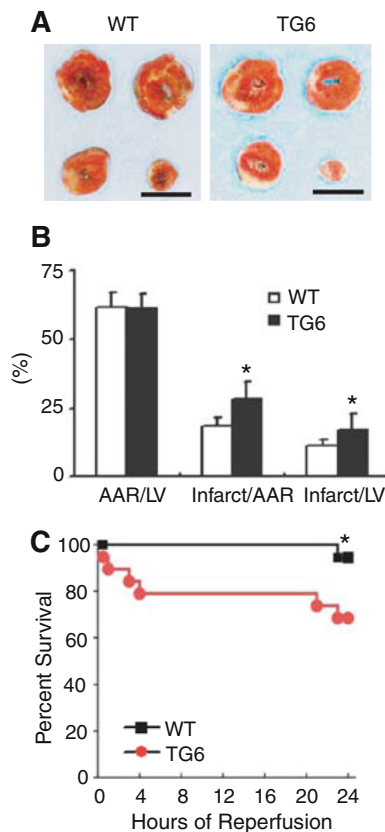 A
WT
TG6
B
75
50
25
0
(%)
WT
TG6
*
*
AAR/LV
Infarct/AAR
Infarct/LV
C
100
80
60
40
20
0
Percent Survival
*
WT
TG6
0
4
8
12
16
20
24
Hours of Reperfusion